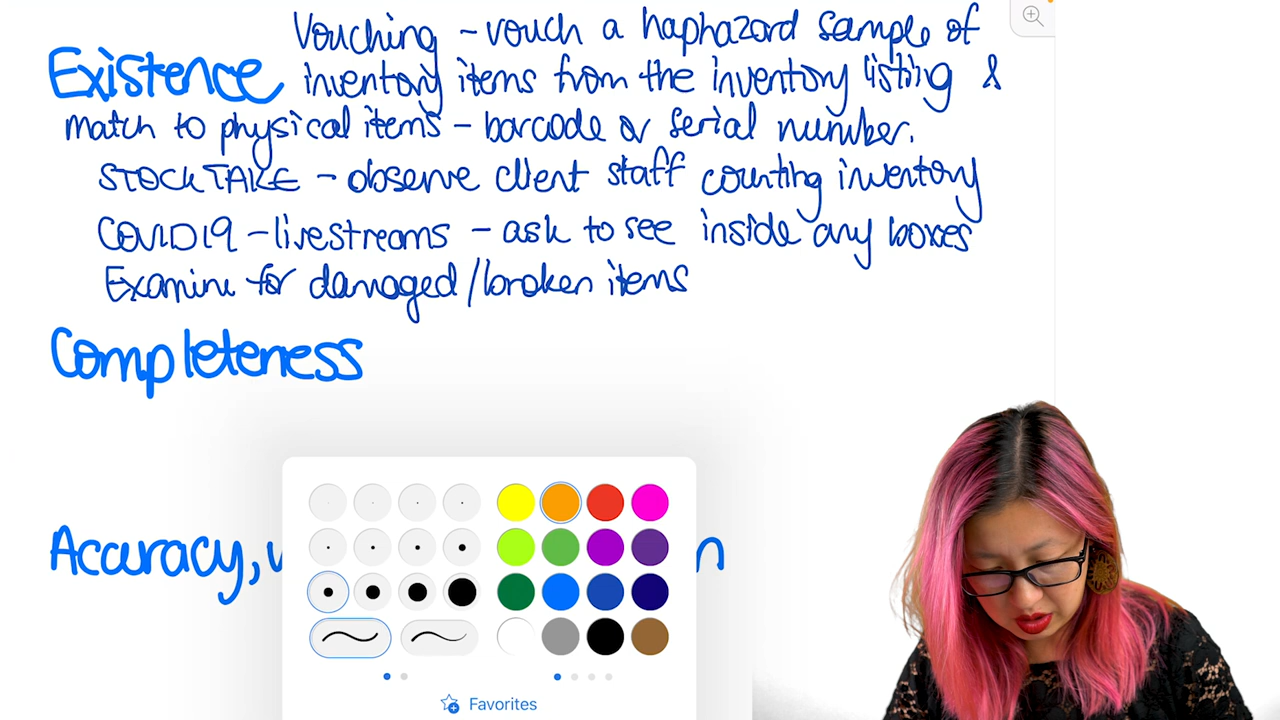 Vouching - vouch a haphazard sample of
Existence inventory items from the inventory listing &
match to physical items - barcode or serial number.
STOCKTAKE - observe client staff counting inventory
COVID19 - livestreams - ask to see inside any boxes
Examine for damaged/broken items
Completeness
Accuracy,
Favorites